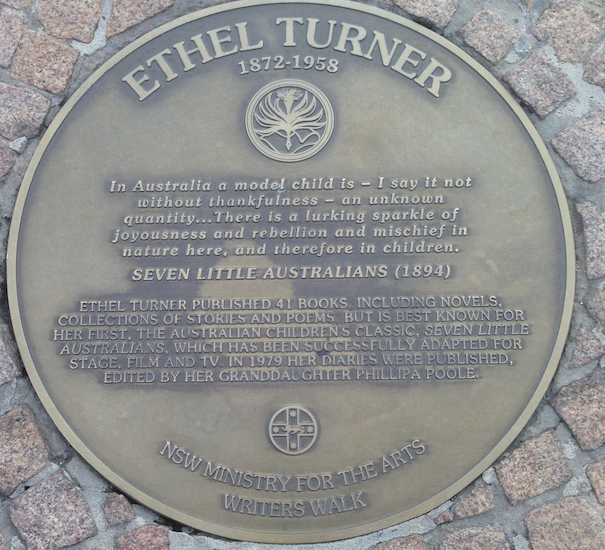 ETHEL TURNER
1872-1958
In Australia a model child is – I say it not
without thankfulness – an unknown
quantity...There is a lurking sparkle of
joyousness and rebellion and mischief in
nature here, and therefore in children.
SEVEN LITTLE AUSTRALIANS (1894)
ETHEL TURNER PUBLISHED 41 BOOKS, INCLUDING NOVELS,
COLLECTIONS OF STORIES AND POEMS, BUT IS BEST KNOWN FOR
HER FIRST, THE AUSTRALIAN CHILDREN'S CLASSIC, SEVEN LITTLE
AUSTRALIANS, WHICH HAS BEEN SUCCESSFULLY ADAPTED FOR
STAGE, FILM AND TV. IN 1979 HER DIARIES WERE PUBLISHED,
EDITED BY HER GRANDDAUGHTER PHILLIPA POOLE.
NSW MINISTRY FOR THE ARTS
WRITERS WALK